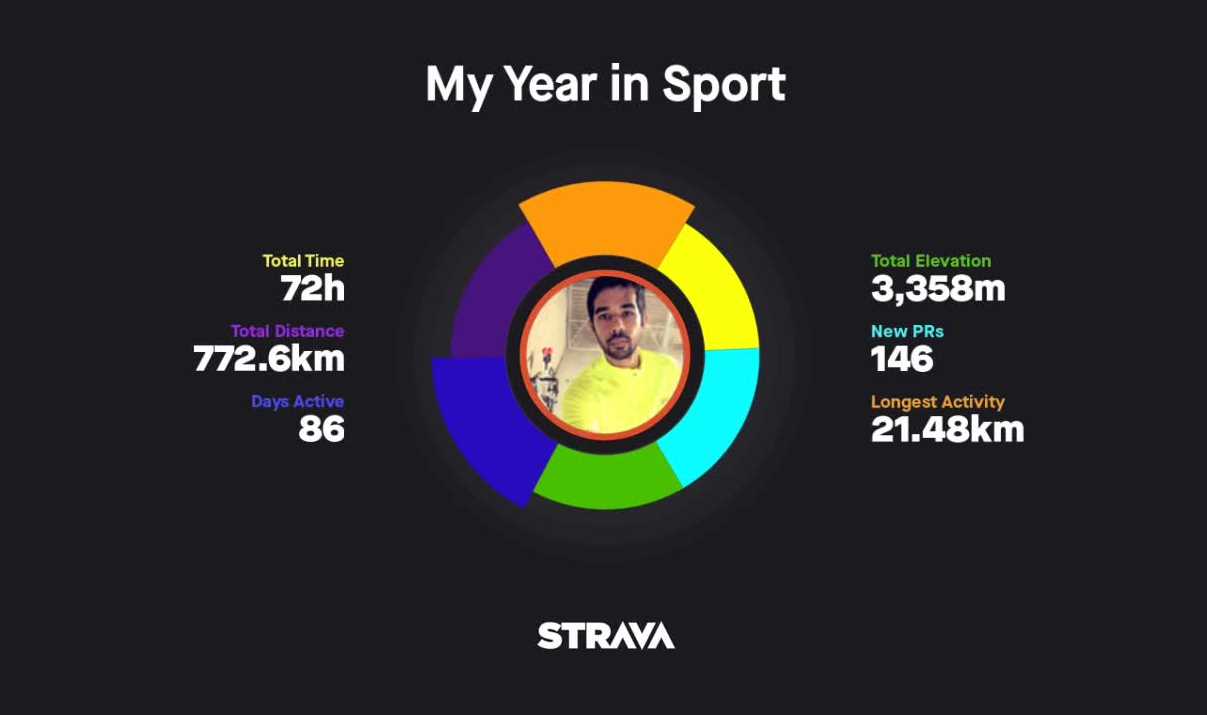 My Year in Sport
Total Time
72h
Total Distance
772.6km
Days Active
86
Total Elevation
3,358m
New PRs
146
Longest Activity
21.48km
STRAVA